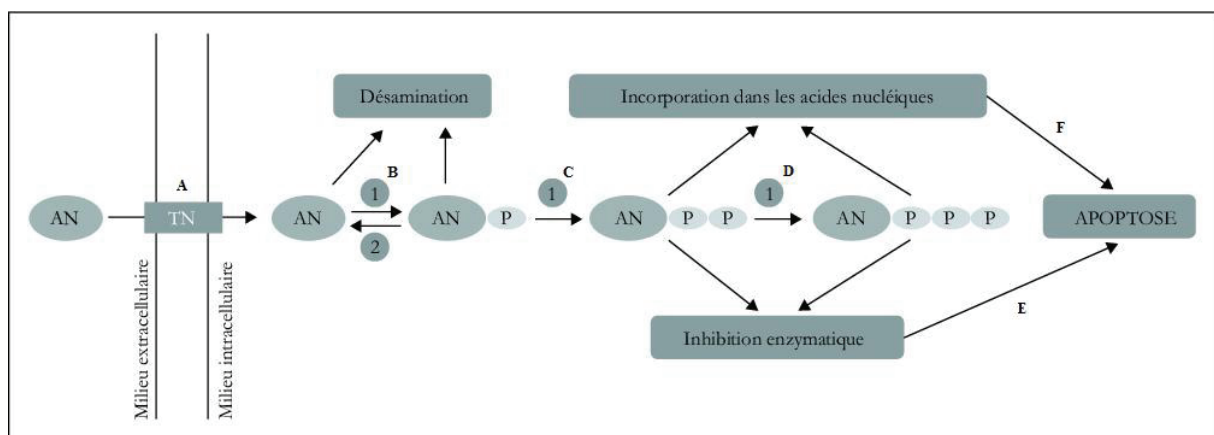 Désamination
Incorporation dans les acides nucléiques
F
A
B
C
D
1
1
1
AN
TN
AN
AN
P
AN
P
P
AN
P
P
P
APOPTOSE
2
Milieu extracellulaire
Milieu intracellulaire
E
Inhibition enzymatique